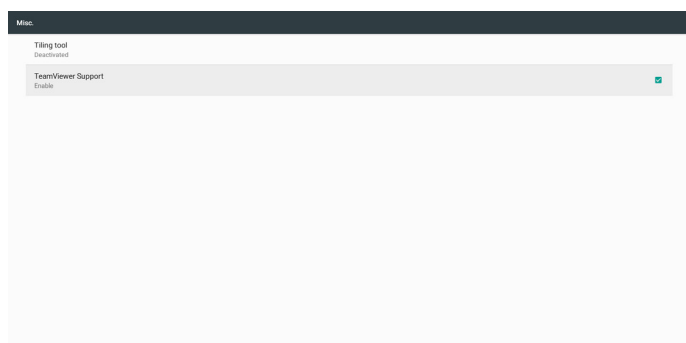 Misc.
Tiling tool
Deactivated
TeamViewer Support
Enable